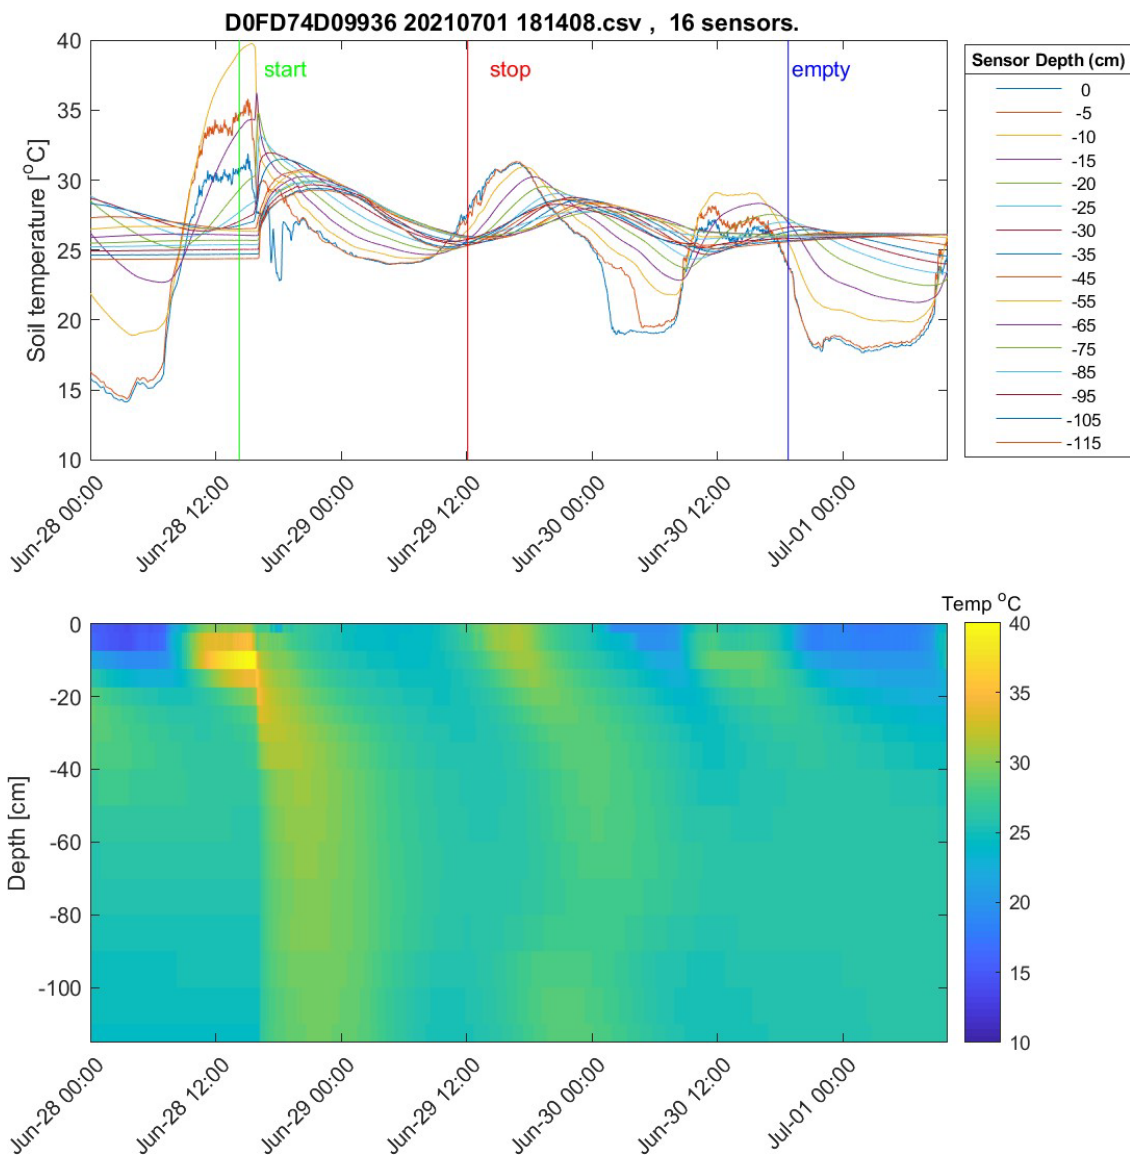 D0FD74D09936 20210701 181408.csv ,  16 sensors.
40
35
30
25
20
15
10
Soil temperature [°C]
start
stop
empty
Jun-28 00:00
Jun-28 12:00
Jun-29 00:00
Jun-29 12:00
Jun-30 00:00
Jun-30 12:00
Jul-01 00:00
Sensor Depth (cm)
0
-5
-10
-15
-20
-25
-30
-35
-45
-55
-65
-75
-85
-95
-105
-115
0
-20
-40
-60
-80
-100
Depth [cm]
Jun-28 00:00
Jun-28 12:00
Jun-29 00:00
Jun-29 12:00
Jun-30 00:00
Jun-30 12:00
Jul-01 00:00
Temp °C
40
35
30
25
20
15
10